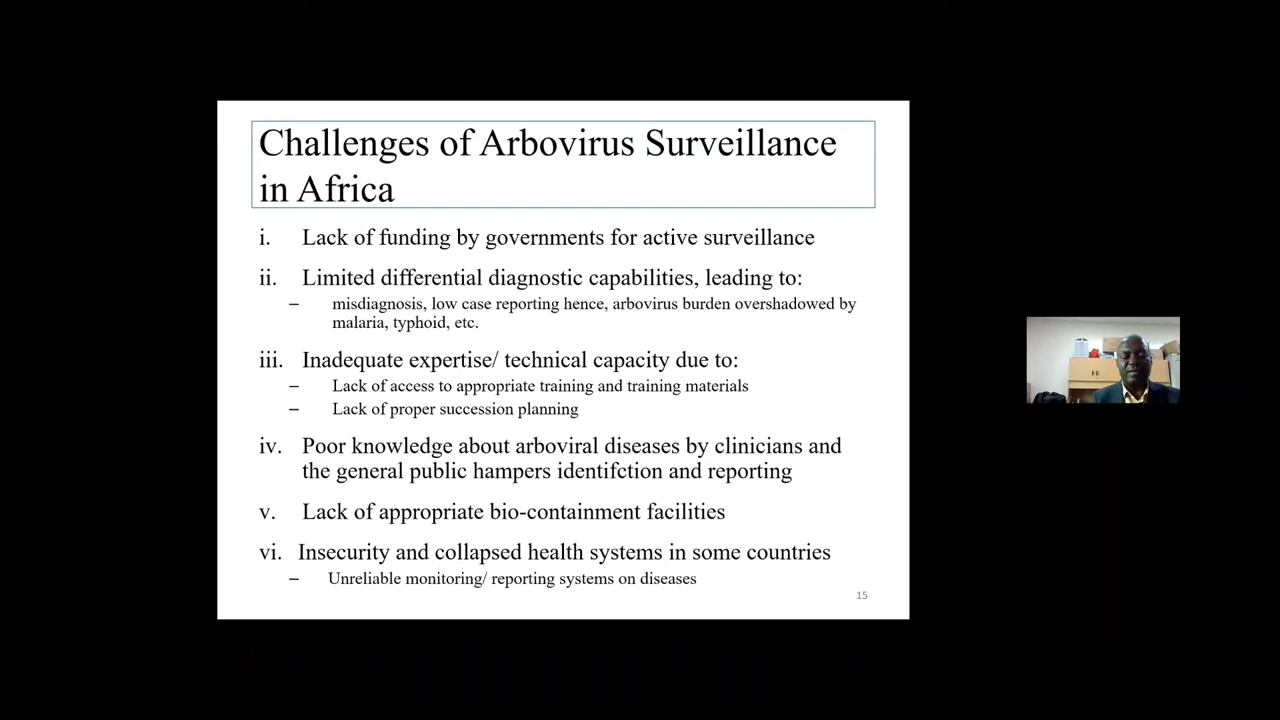 Challenges of Arbovirus Surveillance
in Africa
i. Lack of funding by governments for active surveillance
ii. Limited differential diagnostic capabilities, leading to:
– misdiagnosis, low case reporting hence, arbovirus burden overshadowed by
malaria, typhoid, etc.
iii. Inadequate expertise/ technical capacity due to:
– Lack of access to appropriate training and training materials
– Lack of proper succession planning
iv. Poor knowledge about arboviral diseases by clinicians and
the general public hampers identifction and reporting
v. Lack of appropriate bio-containment facilities
vi. Insecurity and collapsed health systems in some countries
– Unreliable monitoring/ reporting systems on diseases
15